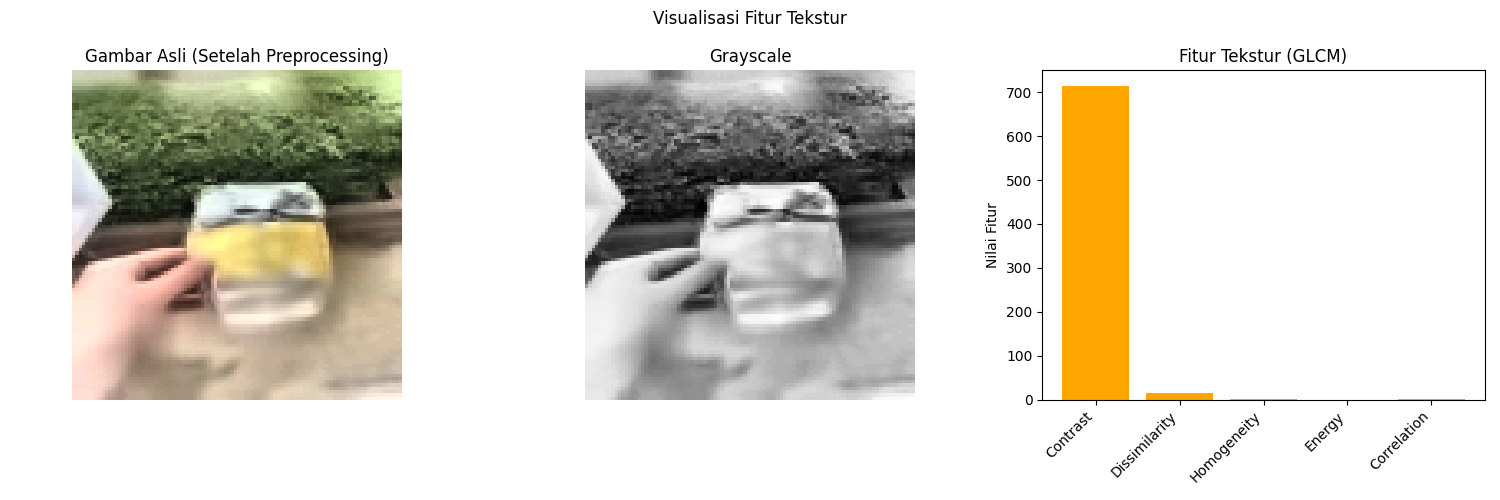 Visualisasi Fitur Tekstur
Gambar Asli (Setelah Preprocessing)
Grayscale
Fitur Tekstur (GLCM)
Nilai Fitur
700
600
500
400
300
200
100
0
Contrast
Dissimilarity
Homogeneity
Energy
Correlation